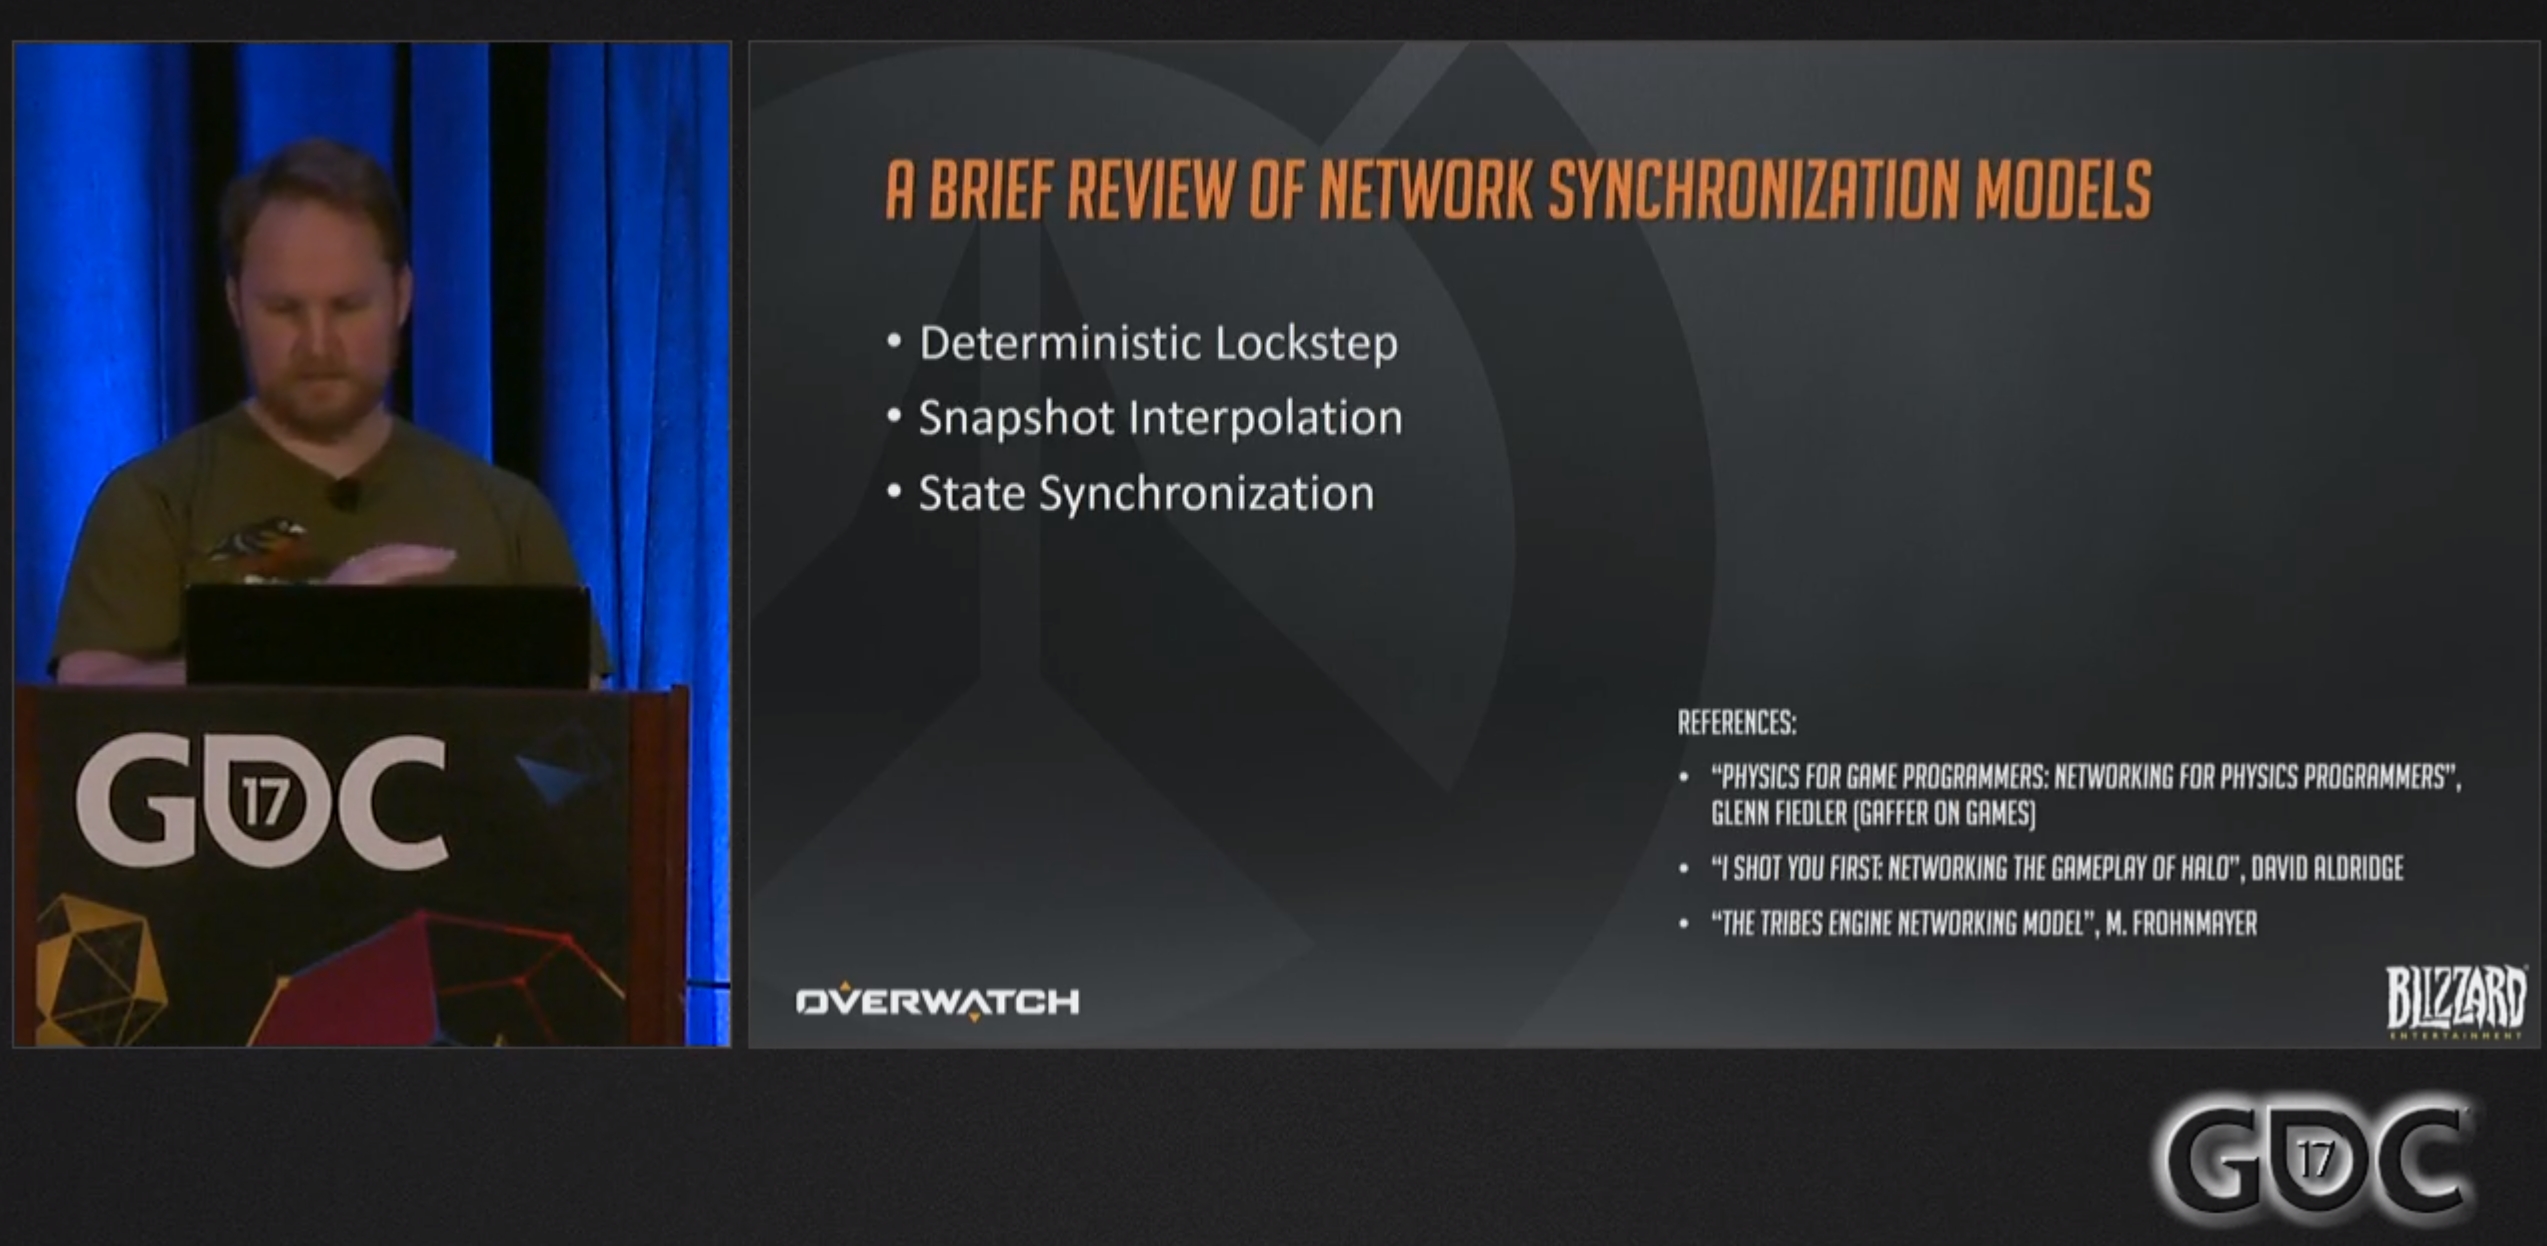 A BRIEF REVIEW OF NETWORK SYNCHRONIZATION MODELS
• Deterministic Lockstep
• Snapshot Interpolation
• State Synchronization
REFERENCES:
• “PHYSICS FOR GAME PROGRAMMERS: NETWORKING FOR PHYSICS PROGRAMMERS”,
GLENN FIEDLER (GAFFER ON GAMES)
• “I SHOT YOU FIRST: NETWORKING THE GAMEPLAY OF HALO”, DAVID ALDRIDGE
• “THE TRIBES ENGINE NETWORKING MODEL”, M. FROHNMAYER
OVERWATCH
BLIZZARD
ENTERTAINMENT
GDC 17
GDC 17